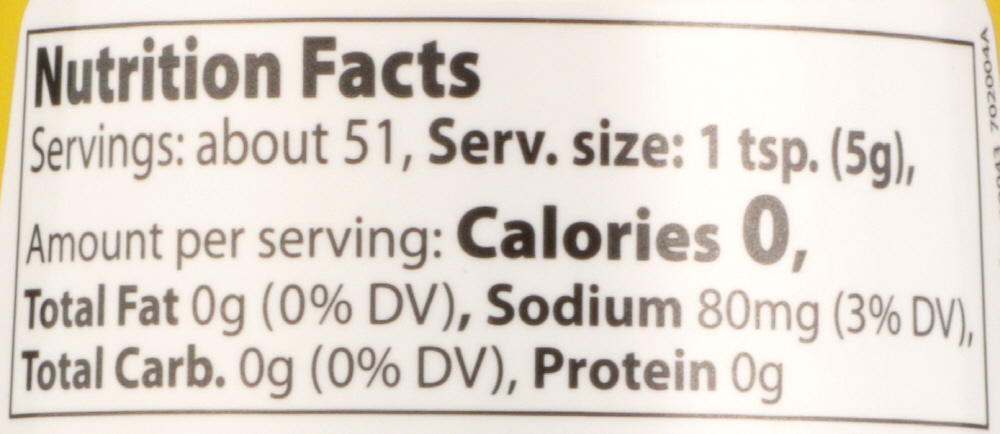 Nutrition Facts
Servings: about 51, Serv. size: 1 tsp. (5g),
Amount per serving: Calories 0,
Total Fat 0g (0% DV), Sodium 80mg (3% DV),
Total Carb. 0g (0% DV), Protein 0g
702004A